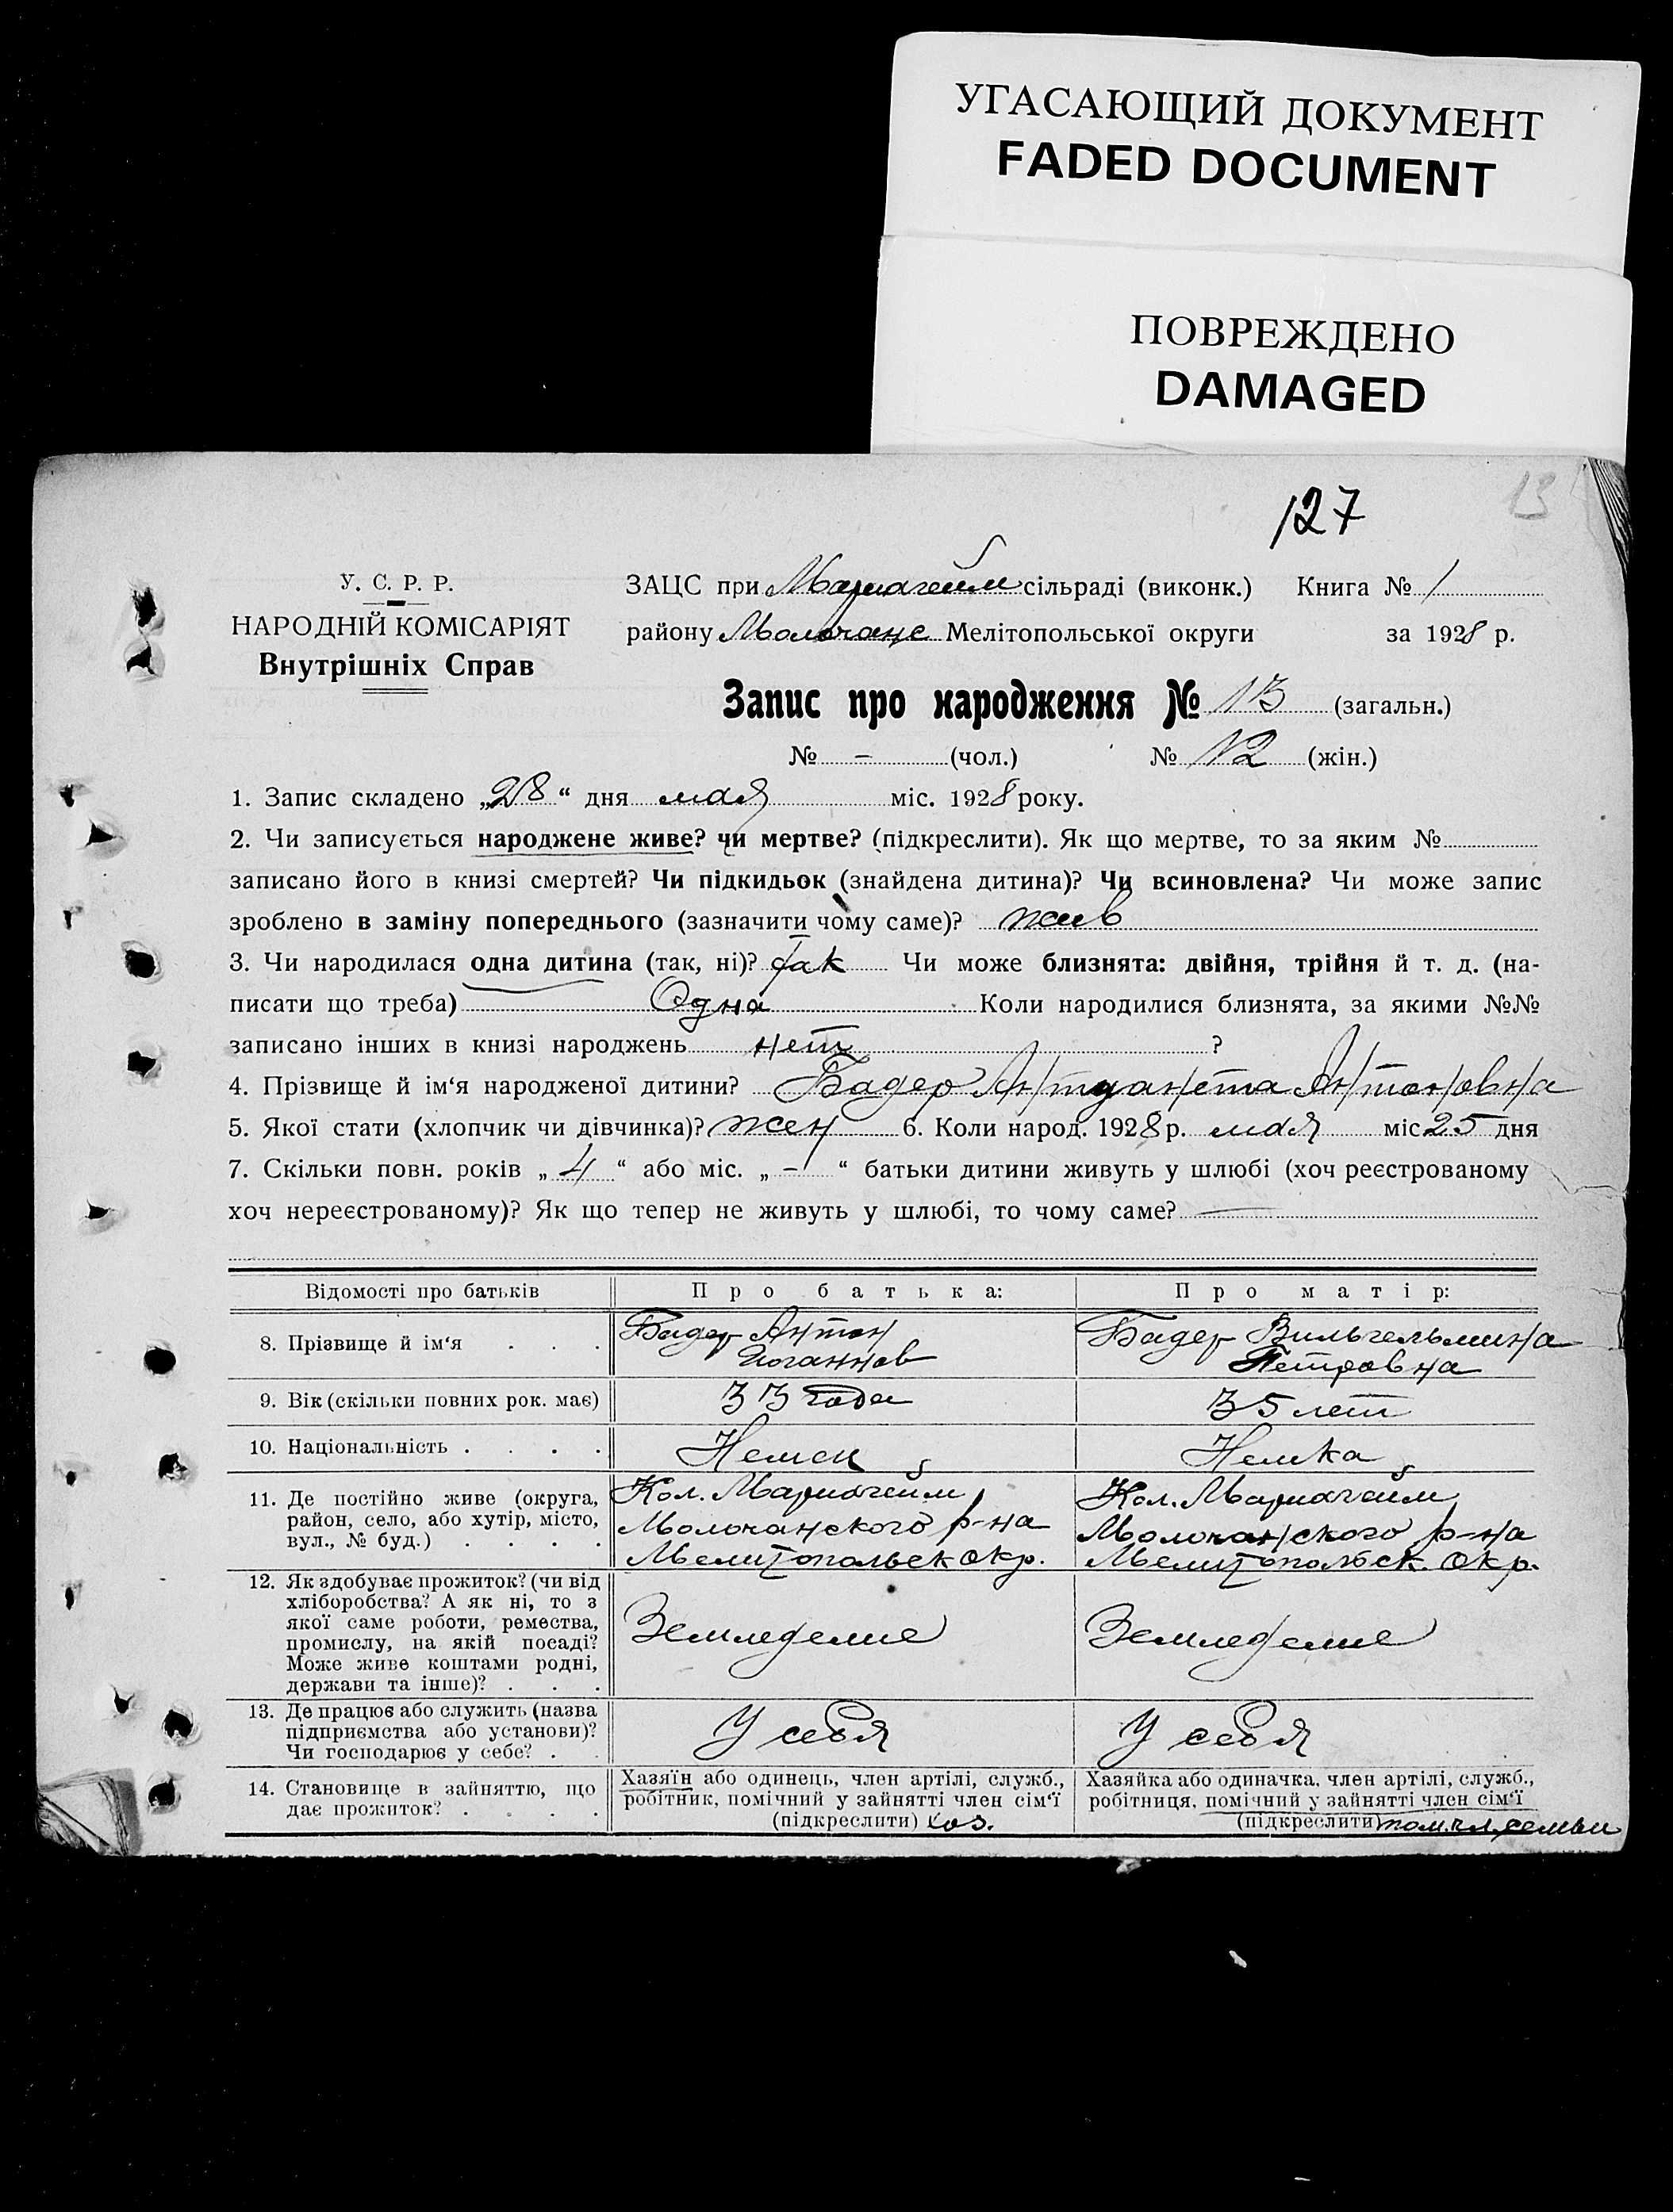 УГАСАЮЩИЙ ДОКУМЕНТ
FADED DOCUMENT
ПОВРЕЖДЕНО
DAMAGED
127
13
У. С. Р. Р.
НАРОДНІЙ КОМІСАРІЯТ
Внутрішніх Справ
ЗАЦС при Мариагейм сільраді (виконк.) Книга № 1
району Молочанс Мелітопольської округи за 1928 р.
Запис про народження № 13 (загальн.)
№ – (чол.) № 12 (жін.)
1. Запис складено „28“ дня мая міс. 1928 року.
2. Чи записується народжене живе? чи мертве? (підкреслити). Як що мертве, то за яким №
записано його в книзі смертей? Чи підкидьок (знайдена дитина)? Чи всиновлена? Чи може запис
зроблено в заміну попереднього (зазначити чому саме)? жив
3. Чи народилася одна дитина (так, ні)? так Чи може близнята: двійня, трійня й т. д. (на-
писати що треба) Одна Коли народилися близнята, за якими №№
записано інших в книзі народжень нет ?
4. Прізвище й ім‘я народженої дитини? Бадер Антуанета Антоновна
5. Якої стати (хлопчик чи дівчинка)? жен 6. Коли народ. 1928 р. мая міс. 25 дня
7. Скільки повн. років „4“ або міс. „–“ батьки дитини живуть у шлюбі (хоч реєстрованому
хоч нереєстрованому)? Як що тепер не живуть у шлюбі, то чому саме? —
Відомості про батьків Про батька: Про матір:
8. Прізвище й ім‘я . . . Бадер Антон Бадер Вильгельмина
Иоганнов Петровна
9. Вік (скільки повних рок. має) 33 года 35 лет
10. Національність . . . . Немец Немка
11. Де постійно живе (округа, Кол. Мариагейм Кол. Мариагейм
район, село, або хутір, місто, Молочанского р-на Молочанского р-на
вул., № буд.) . . . . Мелитопольск окр. Мелитопольск. окр.
12. Як здобуває прожиток? (чи від
хліборобства? А як ні, то з
якої саме роботи, ремества, Земледелие Земледелие
промислу, на якій посаді?
Може живе коштами родні,
держави та інше)? . . .
13. Де працює або служить (назва
підприємства або установи)? У себя У себя
Чи господарює у себе? . .
14. Становище в зайняттю, що Хазяїн або одинець, член артілі, служб., Хазяйка або одиначка, член артілі, служб.,
дає прожиток? . . . . робітник, помічний у зайнятті член сім‘ї робітниця, помічний у зайнятті член сім‘ї
(підкреслити) хоз. (підкреслити) пом. чл. семьи